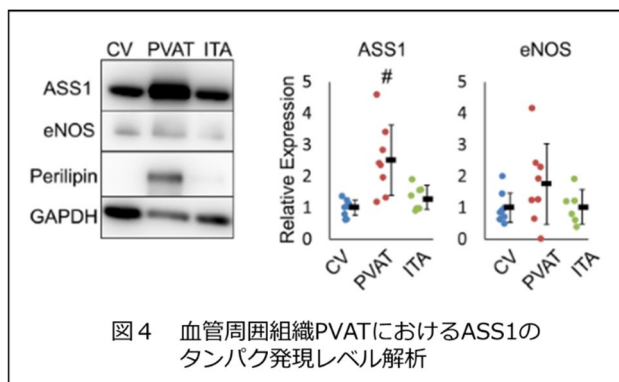 CV PVAT ITA
ASS1
eNOS
Perilipin
GAPDH
ASS1
#
Relative Expression
5
4
3
2
1
0
CV
PVAT
ITA
eNOS
5
4
3
2
1
0
CV
PVAT
ITA
図4 血管周囲組織PVATにおけるASS1の
タンパク発現レベル解析